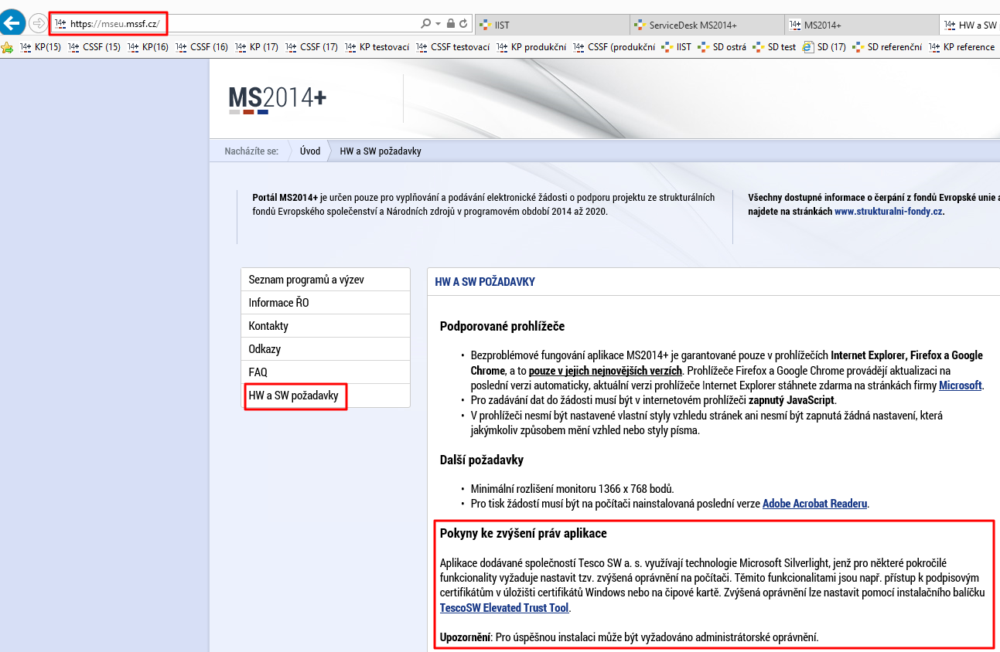 https://mseu.mssf.cz/
IIST
ServiceDesk MS2014+
14+ MS2014+
14+ HW a SW
14+ KP(15) 14+ CSSF (15) 14+ KP(16) 14+ CSSF (16) 14+ KP (17) 14+ CSSF (17) 14+ KP testovací 14+ CSSF testovací 14+ KP produkční 14+ CSSF (produkční IIST SD ostrá SD test SD (17) SD referenční 14+ KP reference
MS2014+
Nacházíte se: Úvod HW a SW požadavky
Portál MS2014+ je určen pouze pro vyplňování a podávání elektronické žádosti o podporu projektu ze strukturálních
fondů Evropského společenství a Národních zdrojů v programovém období 2014 až 2020.
Všechny dostupné informace o čerpání z fondů Evropské unie a
najdete na stránkách www.strukturalni-fondy.cz.
Seznam programů a výzev
Informace ŘO
Kontakty
Odkazy
FAQ
HW a SW požadavky
HW A SW POŽADAVKY
Podporované prohlížeče
• Bezproblémové fungování aplikace MS2014+ je garantované pouze v prohlížečích Internet Explorer, Firefox a Google
Chrome, a to pouze v jejich nejnovějších verzích. Prohlížeče Firefox a Google Chrome provádějí aktualizaci na
poslední verzi automaticky, aktuální verzi prohlížeče Internet Explorer stáhnete zdarma na stránkách firmy Microsoft.
• Pro zadávání dat do žádosti musí být v internetovém prohlížeči zapnutý JavaScript.
• V prohlížeči nesmí být nastavené vlastní styly vzhledu stránek ani nesmí být zapnutá žádná nastavení, která
jakýmkoliv způsobem mění vzhled nebo styly písma.
Další požadavky
• Minimální rozlišení monitoru 1366 x 768 bodů.
• Pro tisk žádostí musí být na počítači nainstalovaná poslední verze Adobe Acrobat Readeru.
Pokyny ke zvýšení práv aplikace
Aplikace dodávané společností Tesco SW a. s. využívají technologie Microsoft Silverlight, jenž pro některé pokročilé
funkcionality vyžaduje nastavit tzv. zvýšená oprávnění na počítači. Těmito funkcionalitami jsou např. přístup k podpisovým
certifikátům v úložišti certifikátů Windows nebo na čipové kartě. Zvýšená oprávnění lze nastavit pomocí instalačního balíčku
TescoSW Elevated Trust Tool.
Upozornění: Pro úspěšnou instalaci může být vyžadováno administrátorské oprávnění.